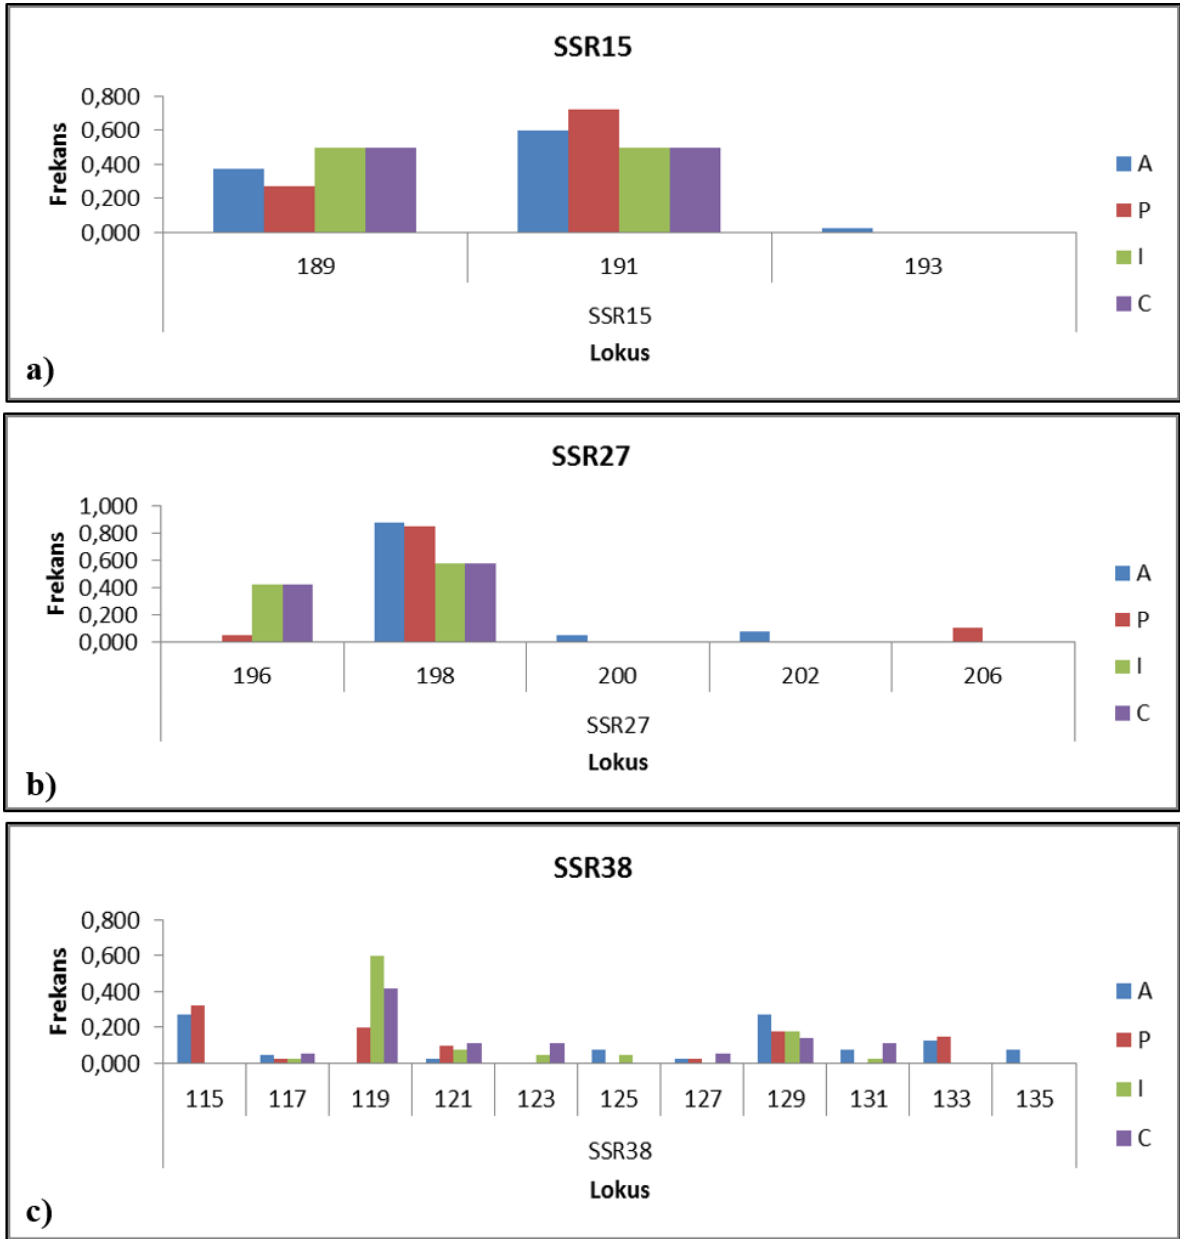 SSR15
0,800
0,600
0,400
0,200
0,000
Frekans
189 191 193
SSR15
Lokus
A
P
I
C
a)
SSR27
1,000
0,800
0,600
0,400
0,200
0,000
Frekans
196 198 200 202 206
SSR27
Lokus
A
P
I
C
b)
SSR38
0,800
0,600
0,400
0,200
0,000
Frekans
115 117 119 121 123 125 127 129 131 133 135
SSR38
Lokus
A
P
I
C
c)